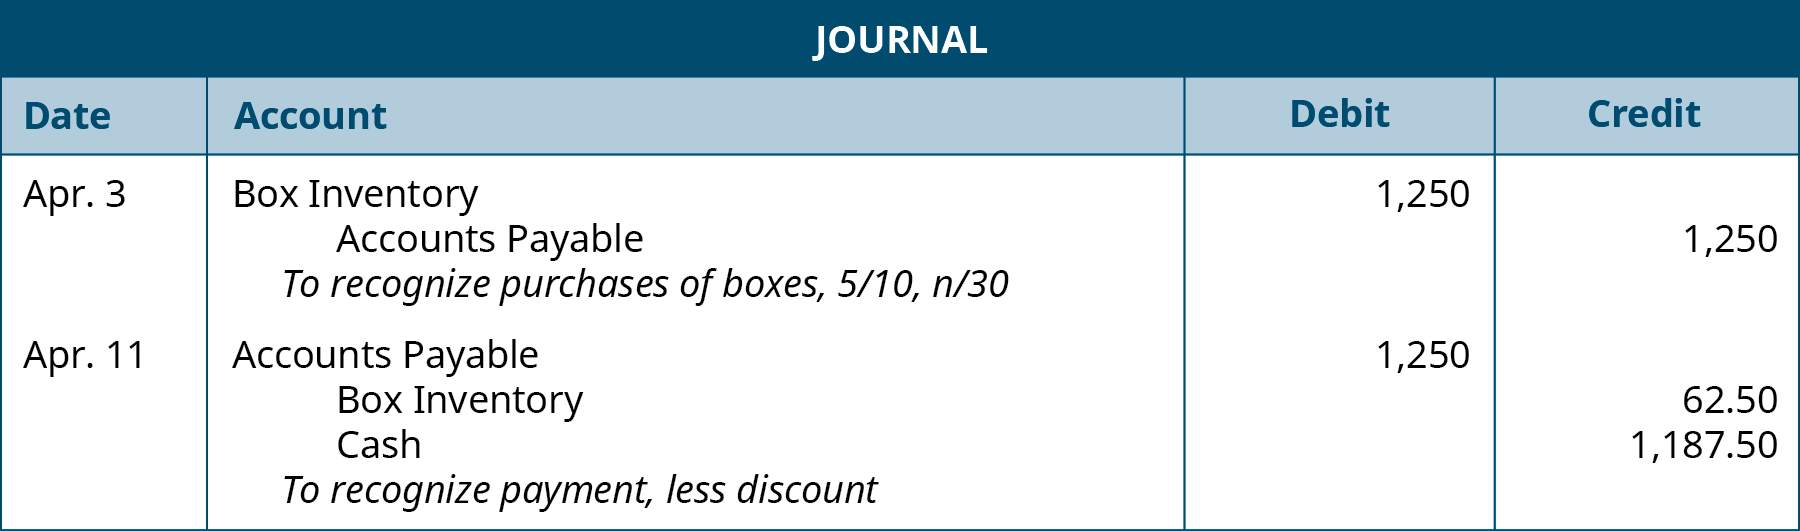 JOURNAL
Date Account Debit Credit
Apr. 3 Box Inventory 1,250
Accounts Payable 1,250
To recognize purchases of boxes, 5/10, n/30
Apr. 11 Accounts Payable 1,250
Box Inventory 62.50
Cash 1,187.50
To recognize payment, less discount